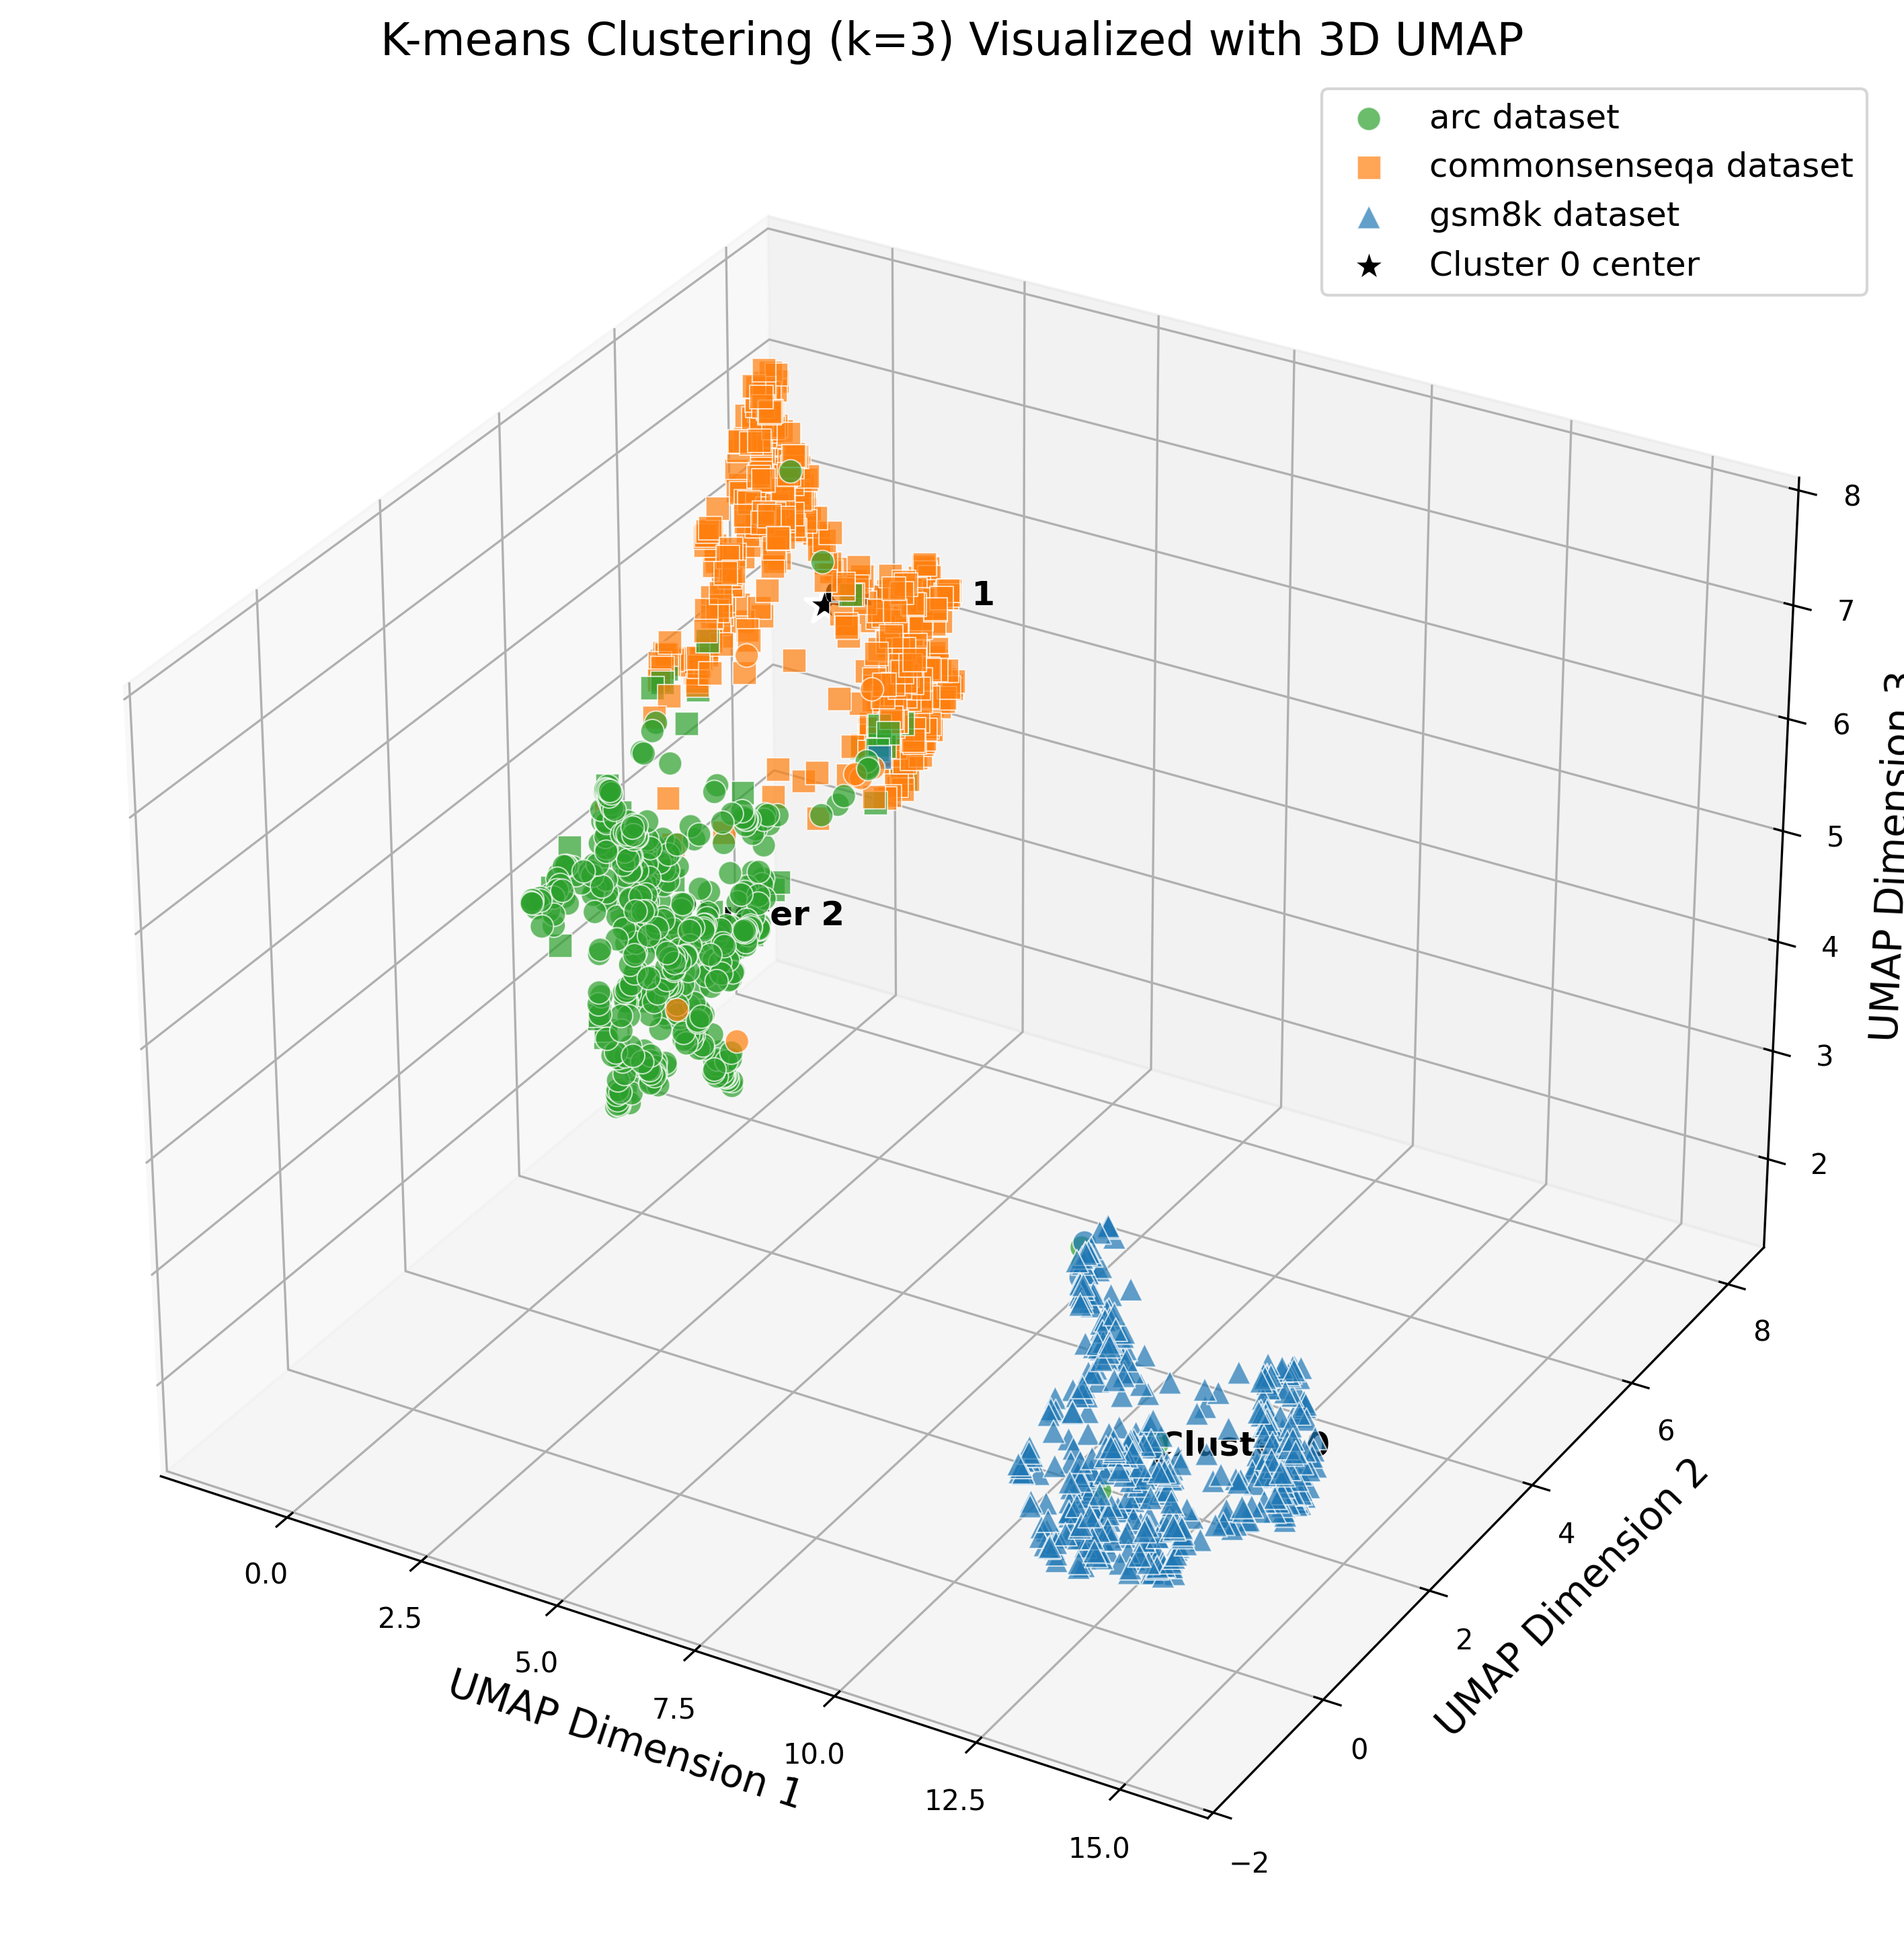 K-means Clustering (k=3) Visualized with 3D UMAP
arc dataset
commonsenseqa dataset
gsm8k dataset
Cluster 0 center
1
er 2
Clust 0
8
7
6
5
4
3
2
UMAP Dimension 3
8
6
4
2
0
−2
UMAP Dimension 2
0.0
2.5
5.0
7.5
10.0
12.5
15.0
UMAP Dimension 1